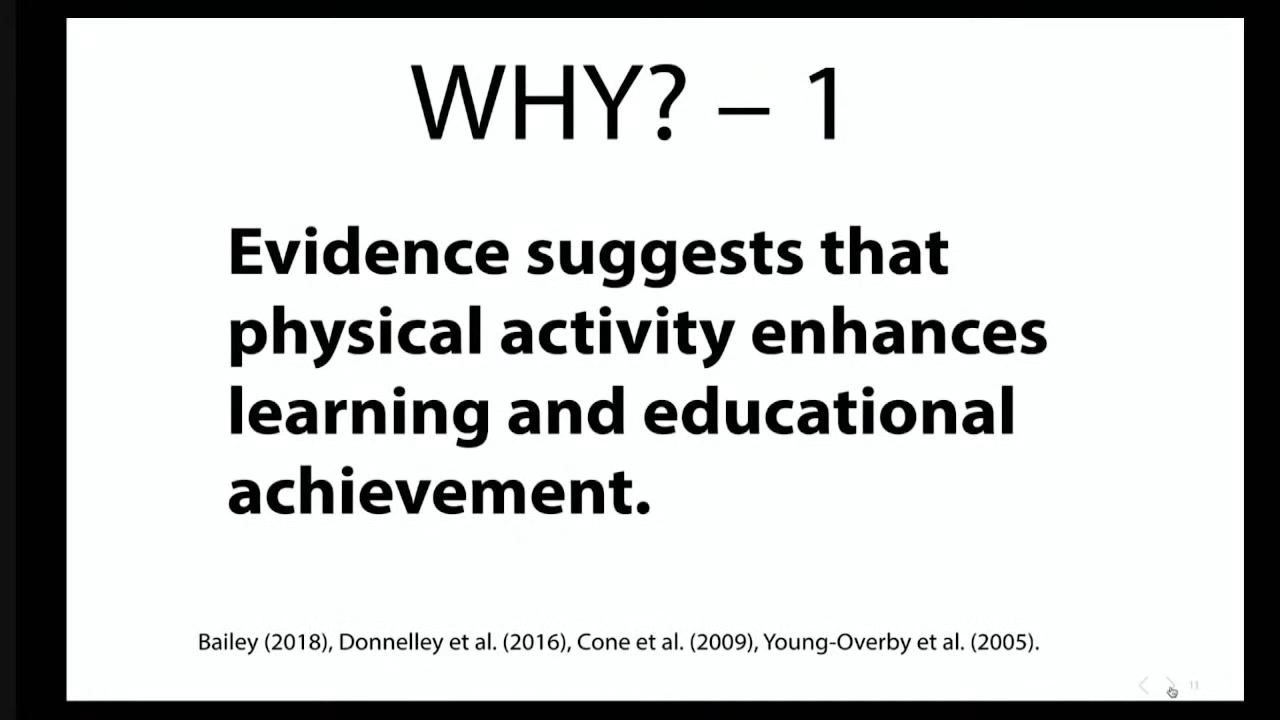 WHY? – 1
Evidence suggests that
physical activity enhances
learning and educational
achievement.
Bailey (2018), Donnelley et al. (2016), Cone et al. (2009), Young-Overby et al. (2005).
11